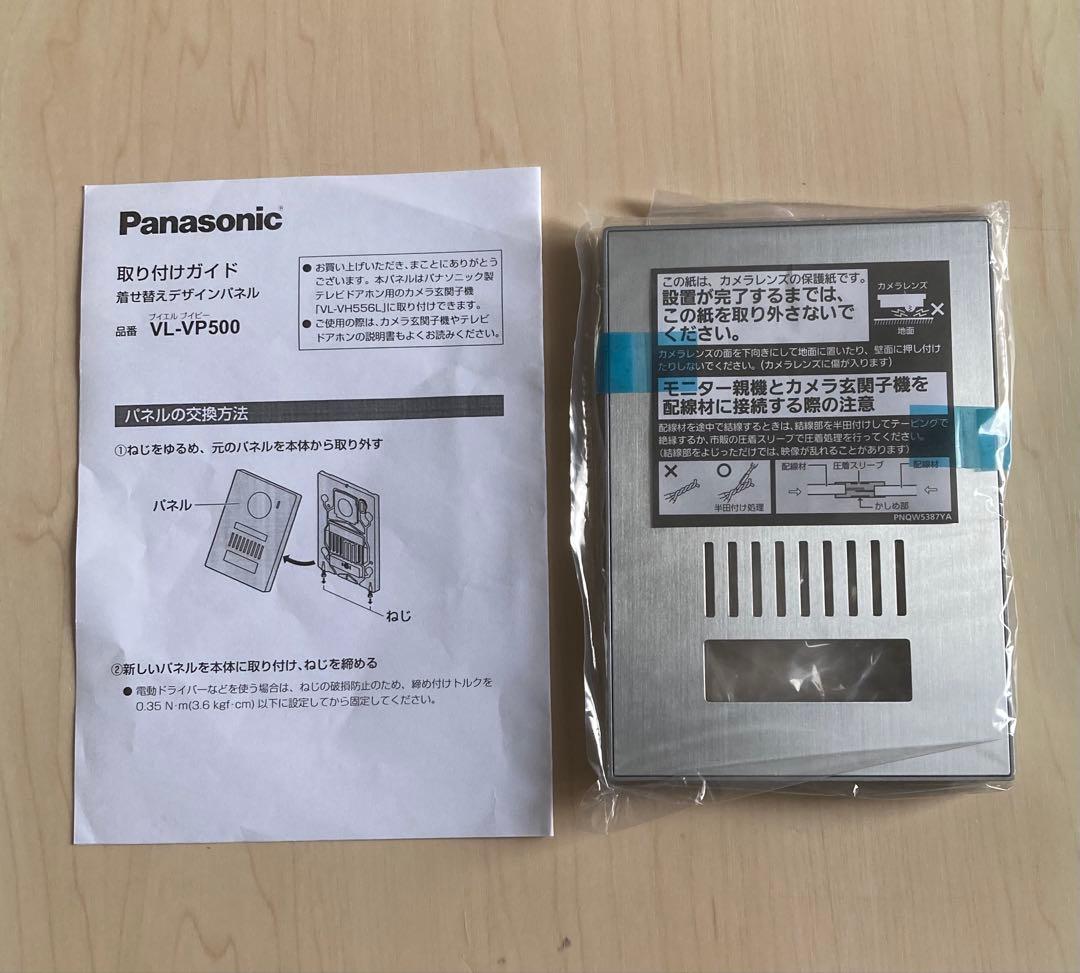 Panasonic®
取り付けガイド
着せ替えデザインパネル
ブイエル ブイピー
品番 VL-VP500
● お買い上げいただき、まことにありがとう
ございます。本パネルはパナソニック製
テレビドアホン用のカメラ玄関子機
「VL-VH556L」に取り付けできます。
● ご使用の際は、カメラ玄関子機やテレビ
ドアホンの説明書もよくお読みください。
パネルの交換方法
①ねじをゆるめ、元のパネルを本体から取り外す
パネル
ねじ
②新しいパネルを本体に取り付け、ねじを締める
● 電動ドライバーなどを使う場合は、ねじの破損防止のため、締め付けトルクを
0.35 N·m(3.6 kgf·cm)以下に設定してから固定してください。
この紙は、カメラレンズの保護紙です。
設置が完了するまでは、
この紙を取り外さないで
ください。
カメラレンズ
地面
カメラレンズの面を下向きにして地面に置いたり、壁面に押し付け
たりしないでください。(カメラレンズに傷が入ります)
モニター親機とカメラ玄関子機を
配線材に接続する際の注意
配線材を途中で結線するときは、結線部を半田付けしてテーピングで
絶縁するか、市販の圧着スリーブで圧着処理を行ってください。
(結線部をよじっただけでは、映像が乱れることがあります)
半田付け処理
配線材 圧着スリーブ 配線材
かしめ部
PNQW5387YA